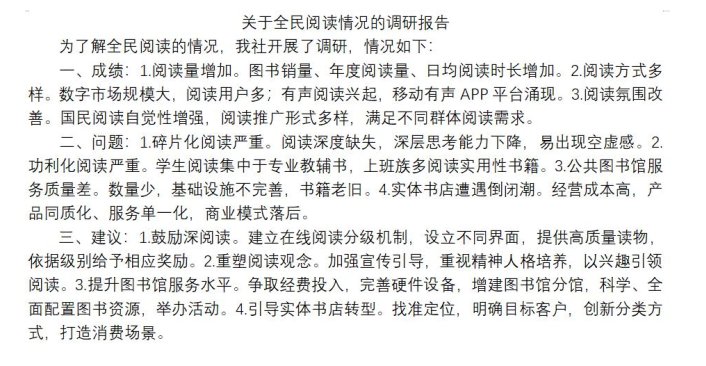 关于全民阅读情况的调研报告
为了解全民阅读的情况，我社开展了调研，情况如下：
一、成绩：1.阅读量增加。图书销量、年度阅读量、日均阅读时长增加。2.阅读方式多
样。数字市场规模大，阅读用户多；有声阅读兴起，移动有声 APP 平台涌现。3.阅读氛围改
善。国民阅读自觉性增强，阅读推广形式多样，满足不同群体阅读需求。
二、问题：1.碎片化阅读严重。阅读深度缺失，深层思考能力下降，易出现空虚感。2.
功利化阅读严重。学生阅读集中于专业教辅书，上班族多阅读实用性书籍。3.公共图书馆服
务质量差。数量少，基础设施不完善，书籍老旧。4.实体书店遭遇倒闭潮。经营成本高，产
品同质化、服务单一化，商业模式落后。
三、建议：1.鼓励深阅读。建立在线阅读分级机制，设立不同界面，提供高质量读物，
依据级别给予相应奖励。2.重塑阅读观念。加强宣传引导，重视精神人格培养，以兴趣引领
阅读。3.提升图书馆服务水平。争取经费投入，完善硬件设备，增建图书馆分馆，科学、全
面配置图书资源，举办活动。4.引导实体书店转型。找准定位，明确目标客户，创新分类方
式，打造消费场景。